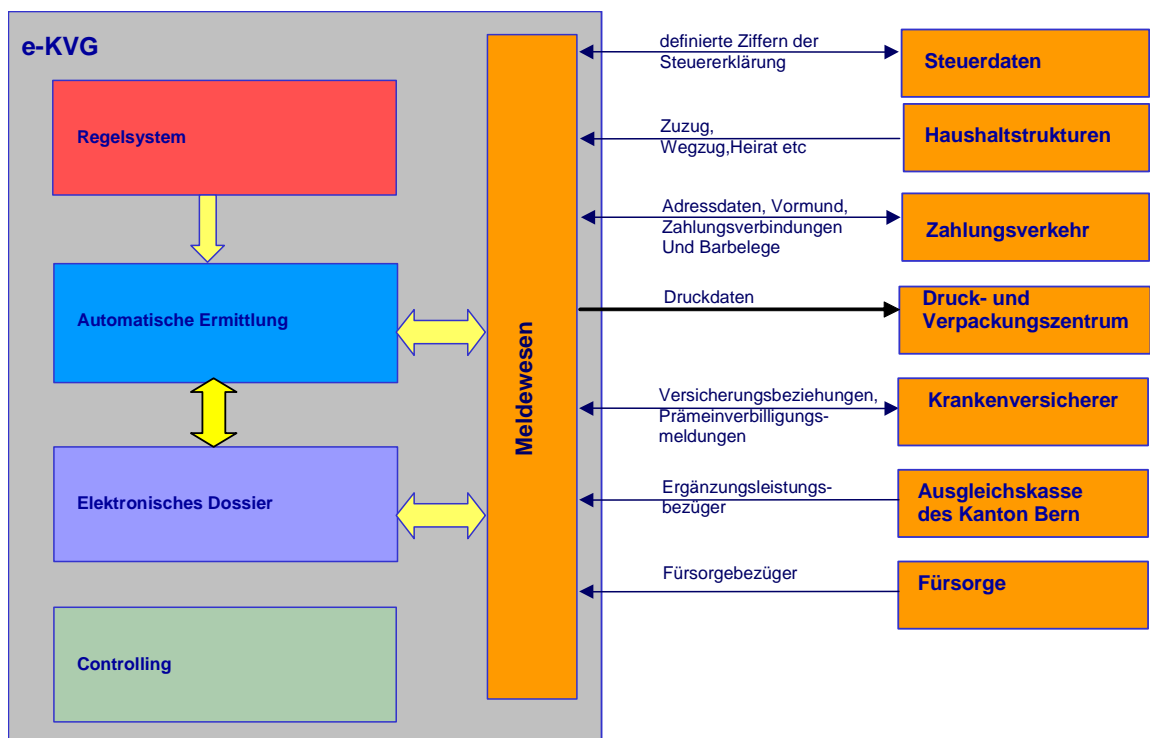 e-KVG
Regelsystem
Automatische Ermittlung
Elektronisches Dossier
Controlling
Meldewesen
definierte Ziffern der
Steuererklärung
Steuerdaten
Zuzug,
Wegzug,Heirat etc
Haushaltstrukturen
Adressdaten, Vormund,
Zahlungsverbindungen
Und Barbelege
Zahlungsverkehr
Druckdaten
Druck- und
Verpackungszentrum
Versicherungsbeziehungen,
Prämeinverbilligungs-
meldungen
Krankenversicherer
Ergänzungsleistungs-
bezüger
Ausgleichskasse
des Kanton Bern
Fürsorgebezüger
Fürsorge